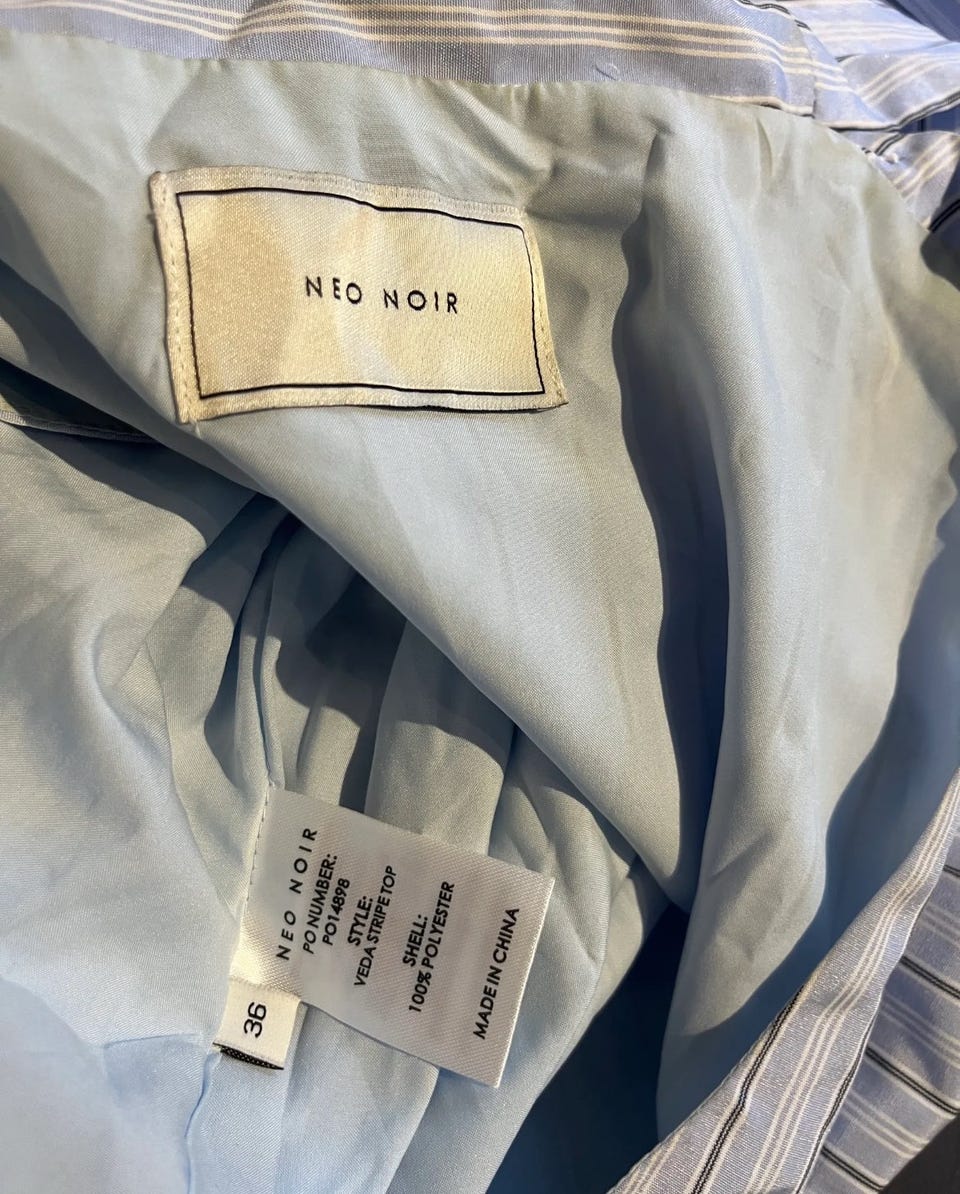 NEO NOIR
NEO NOIR
PO NUMBER:
PO14898
STYLE:
VEDA STRIPE TOP
SHELL:
100% POLYESTER
MADE IN CHINA
36